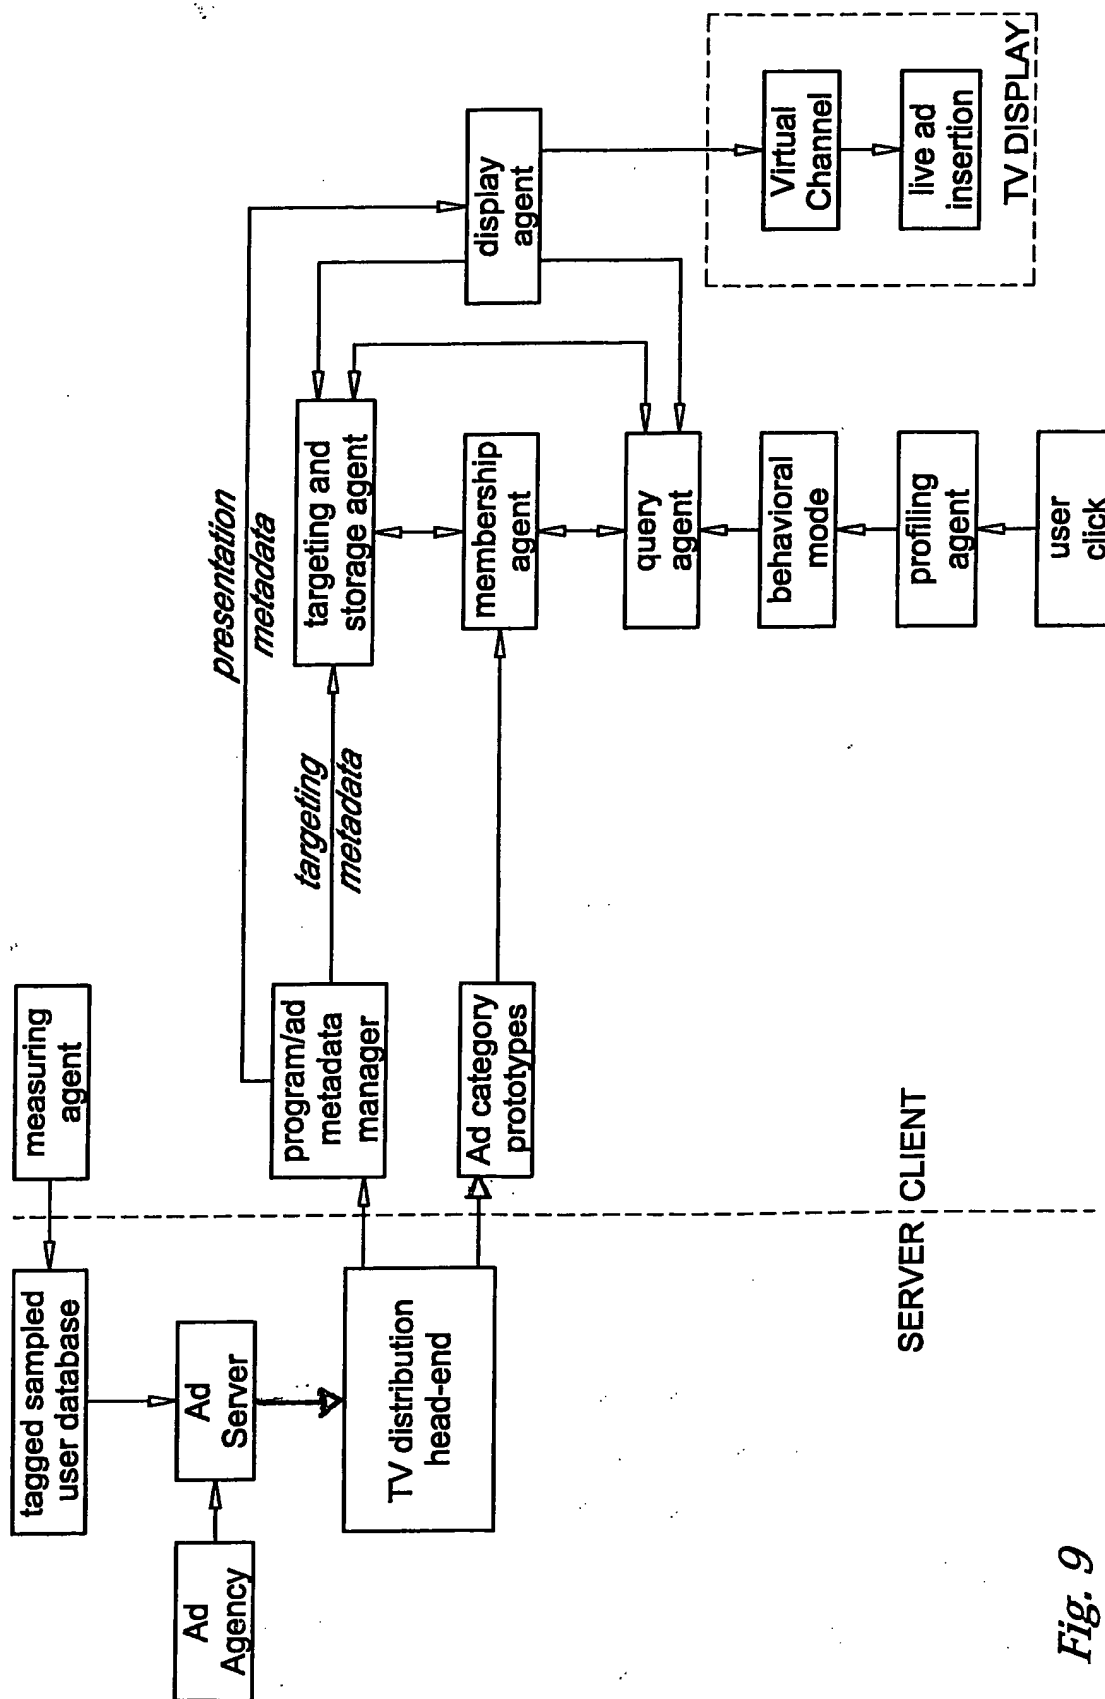 measuring
agent
tagged sampled
user database
Ad
Agency
Ad
Server
TV distribution
head-end
program/ad
metadata
manager
Ad category
prototypes
presentation
metadata
targeting
metadata
targeting and
storage agent
membership
agent
query
agent
behavioral
mode
profiling
agent
user
click
display
agent
Virtual
Channel
live ad
insertion
TV DISPLAY
SERVER
CLIENT
Fig. 9